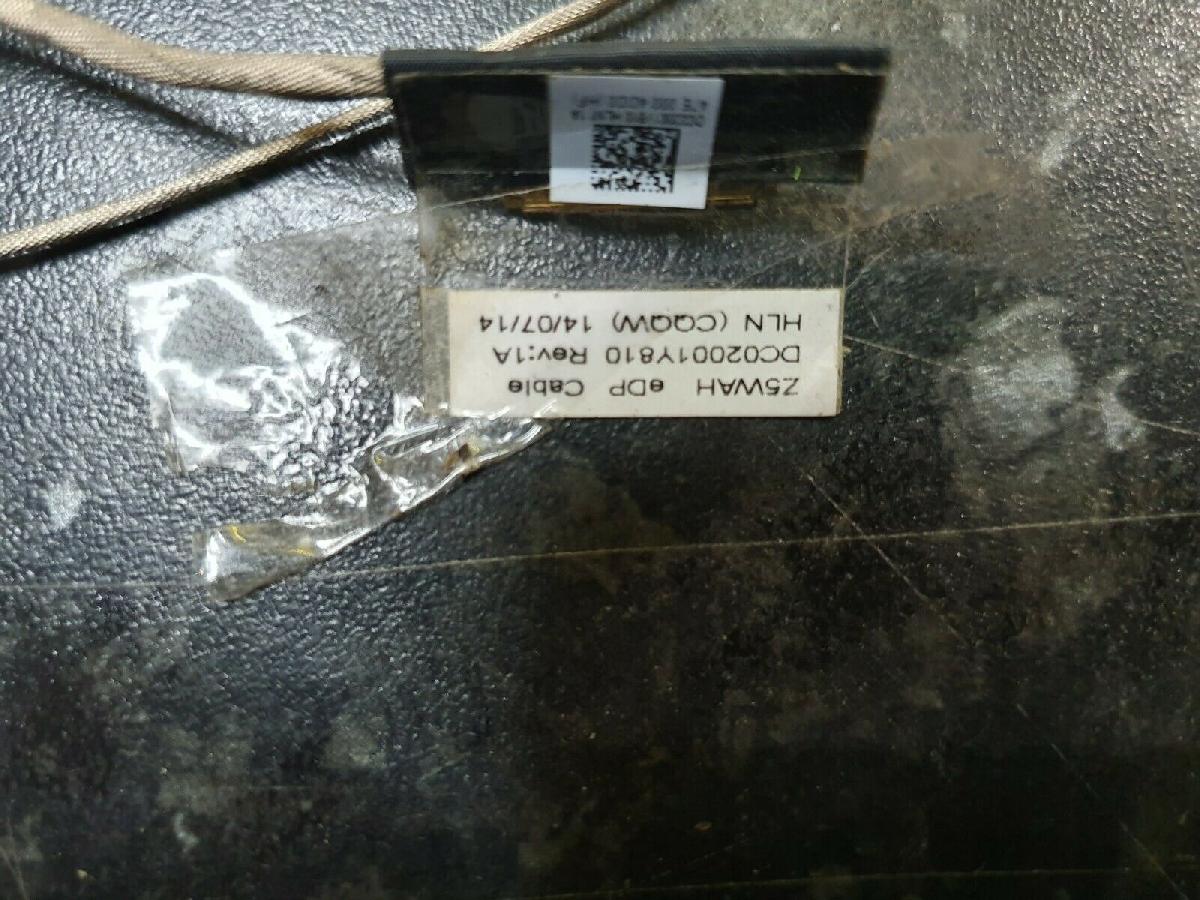 Z5WAH eDP Cable
DC02001Y810 Rev:1A
HLN (CQQW) 14/07/14